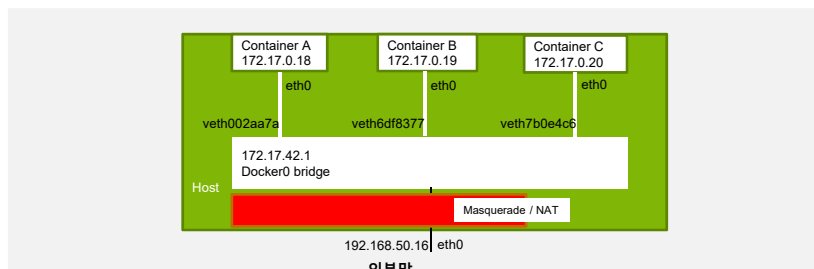 Container A
172.17.0.18
Container B
172.17.0.19
Container C
172.17.0.20
eth0
eth0
eth0
veth002aa7a
veth6df8377
veth7b0e4c6
172.17.42.1
Docker0 bridge
Host
Masquerade / NAT
192.168.50.16
eth0